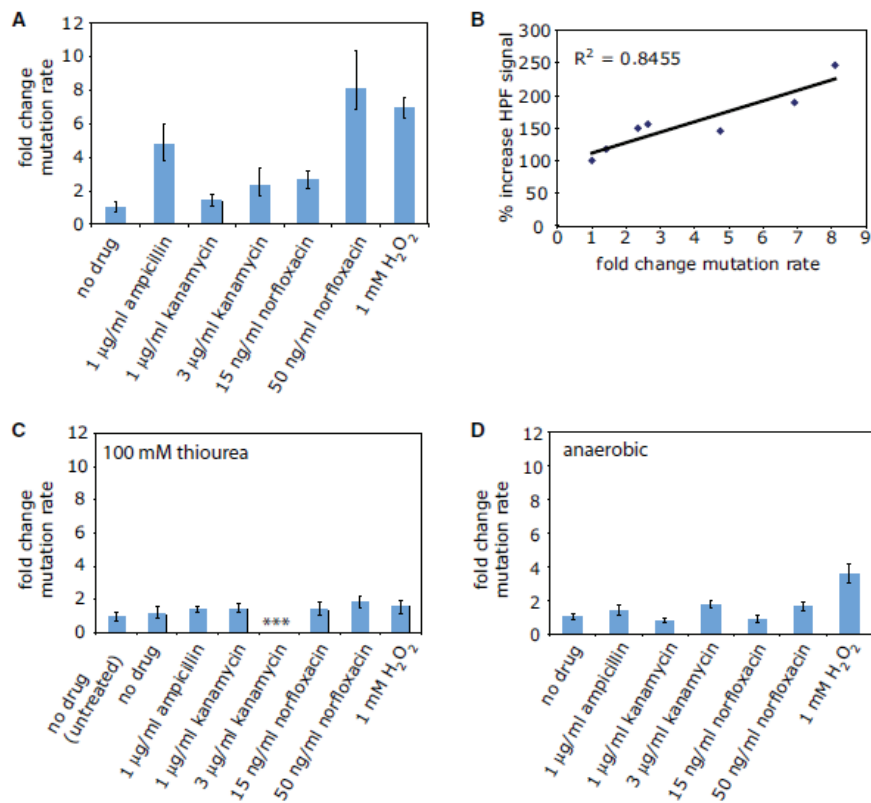 A
12
10
8
6
4
2
0
fold change
mutation rate
no drug
1 µg/ml ampicillin
1 µg/ml kanamycin
3 µg/ml kanamycin
15 ng/ml norfloxacin
50 ng/ml norfloxacin
1 mM H2O2
B
300
250
200
150
100
50
0
% increase HPF signal
R2 = 0.8455
0 1 2 3 4 5 6 7 8 9
fold change mutation rate
C
12
10
8
6
4
2
0
fold change
mutation rate
100 mM thiourea
***
no drug
(untreated)
no drug
1 µg/ml ampicillin
1 µg/ml kanamycin
3 µg/ml kanamycin
15 ng/ml norfloxacin
50 ng/ml norfloxacin
1 mM H2O2
D
12
10
8
6
4
2
0
fold change
mutation rate
anaerobic
no drug
1 µg/ml ampicillin
1 µg/ml kanamycin
3 µg/ml kanamycin
15 ng/ml norfloxacin
50 ng/ml norfloxacin
1 mM H2O2